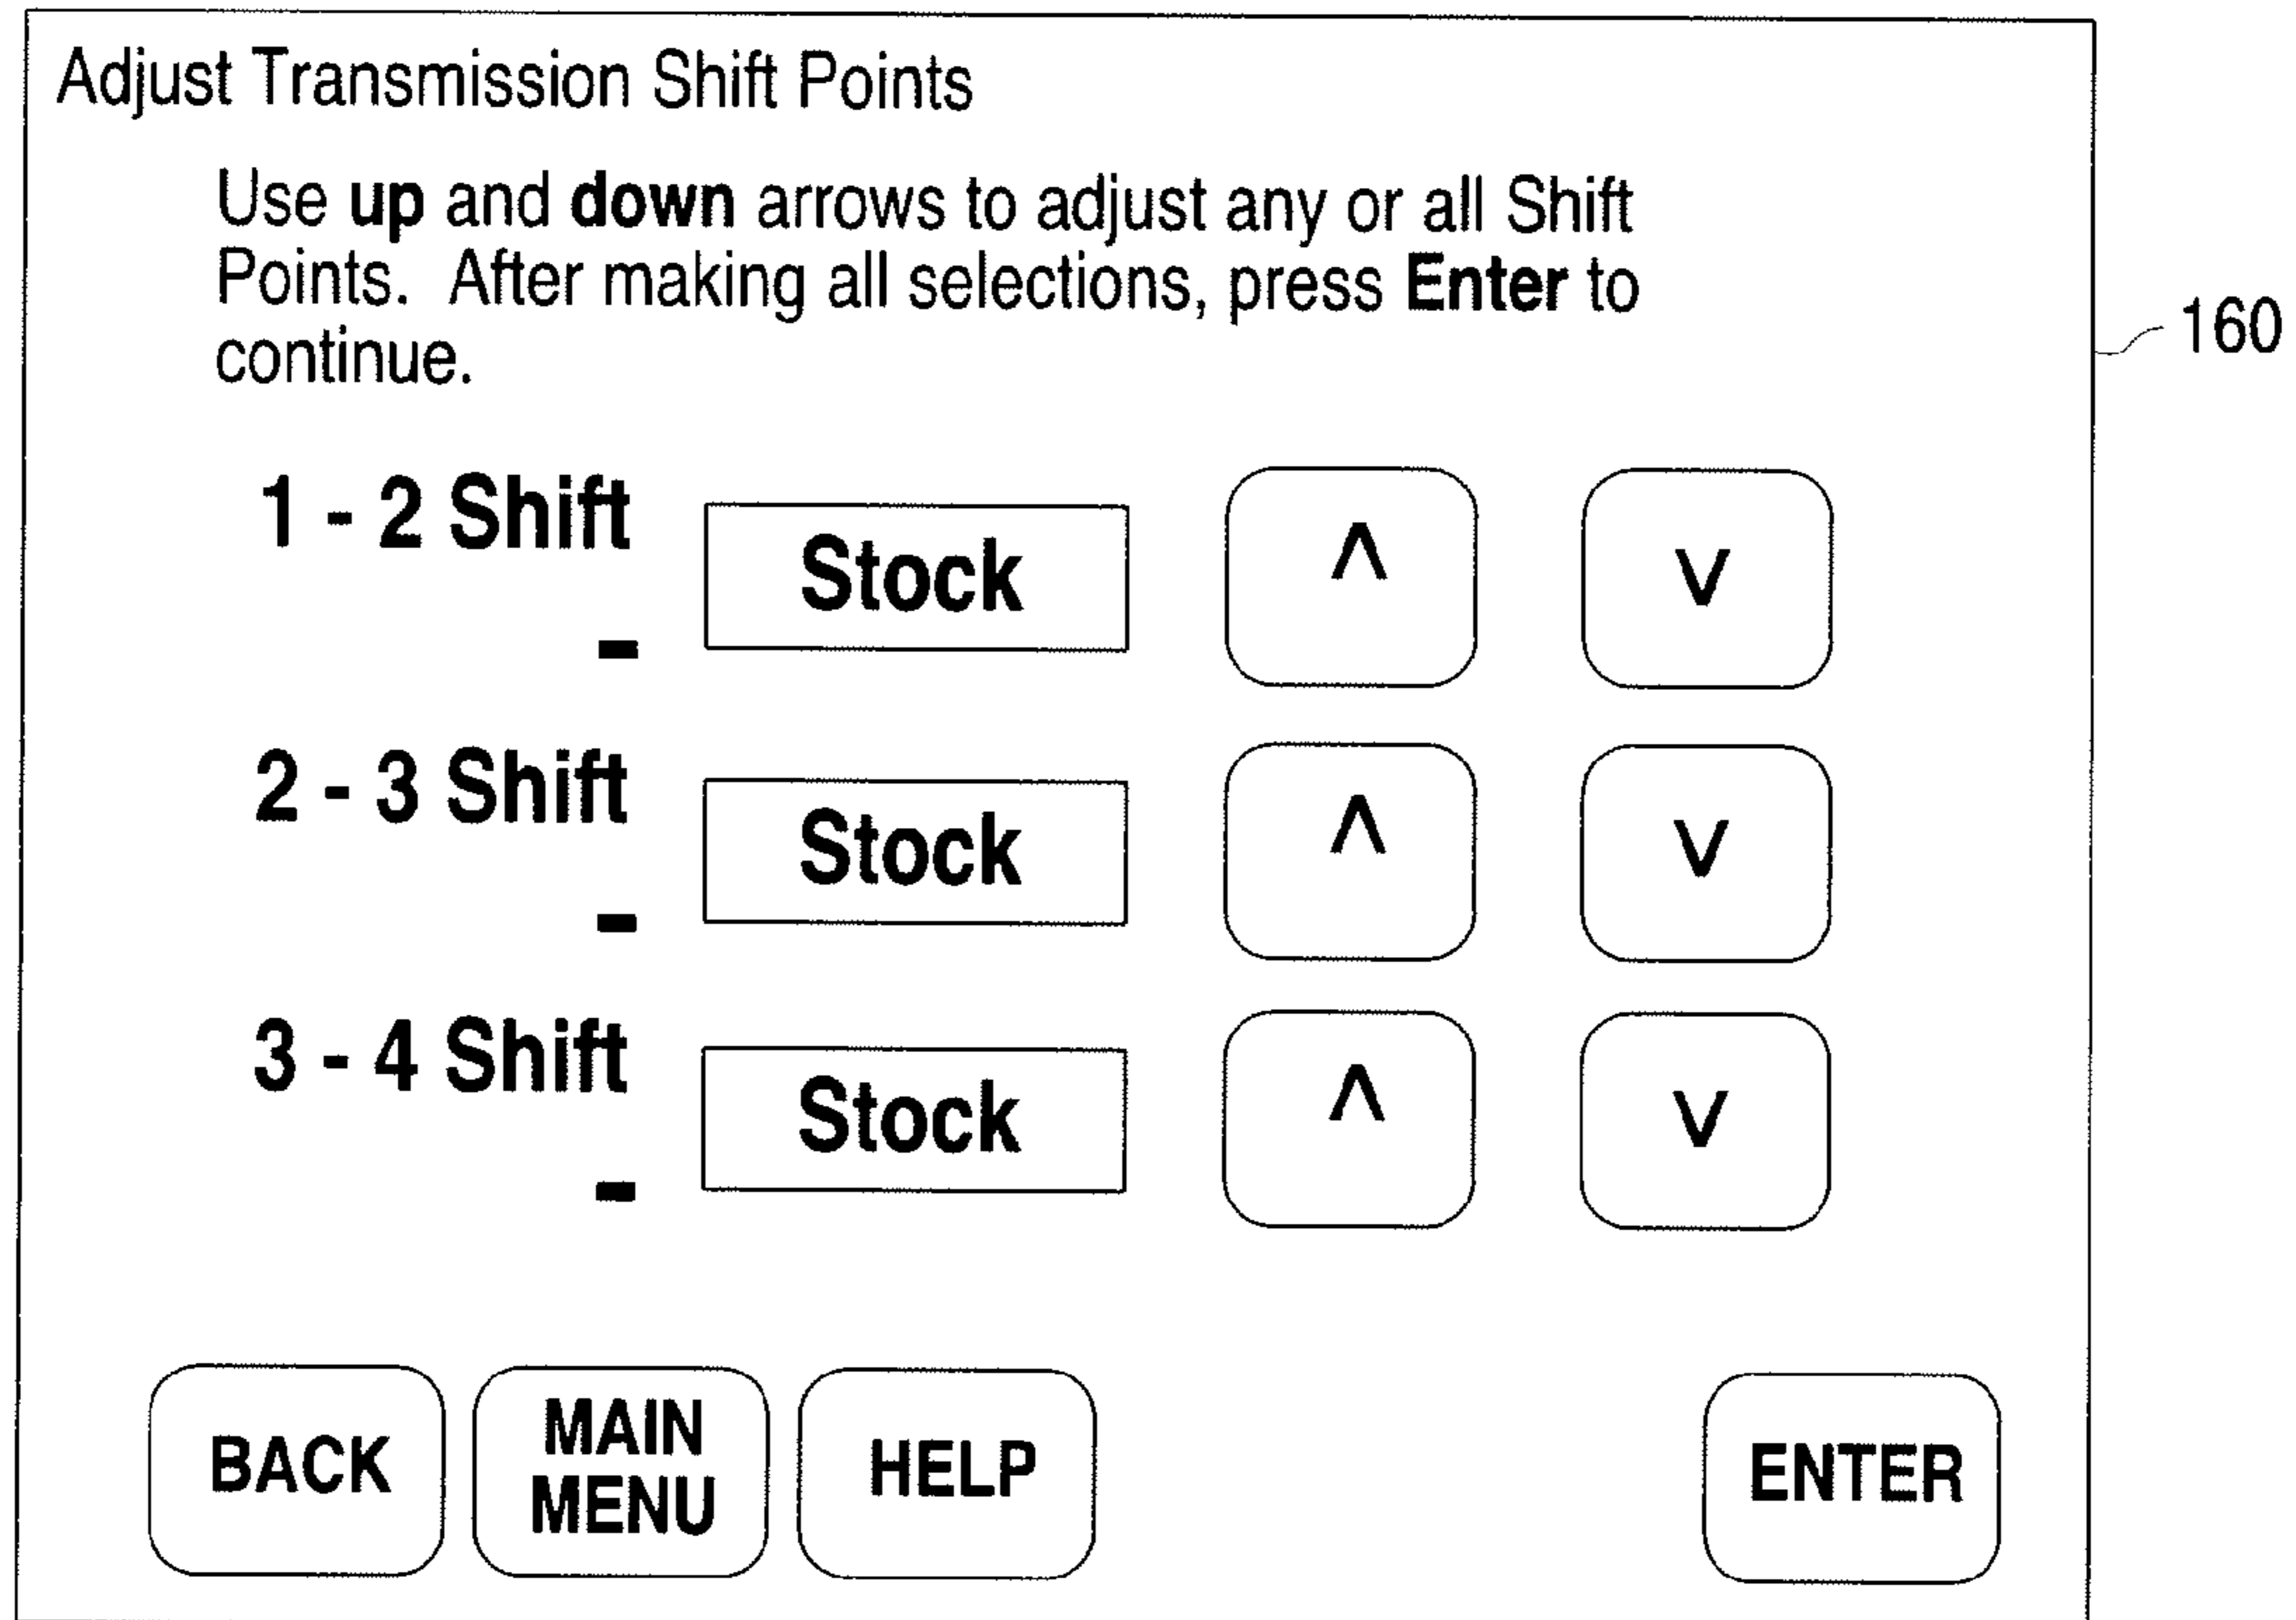 Adjust Transmission Shift Points
Use up and down arrows to adjust any or all Shift
Points. After making all selections, press Enter to
continue.
160
1 - 2 Shift
-
Stock
^
v
2 - 3 Shift
-
Stock
^
v
3 - 4 Shift
-
Stock
^
v
BACK
MAIN
MENU
HELP
ENTER